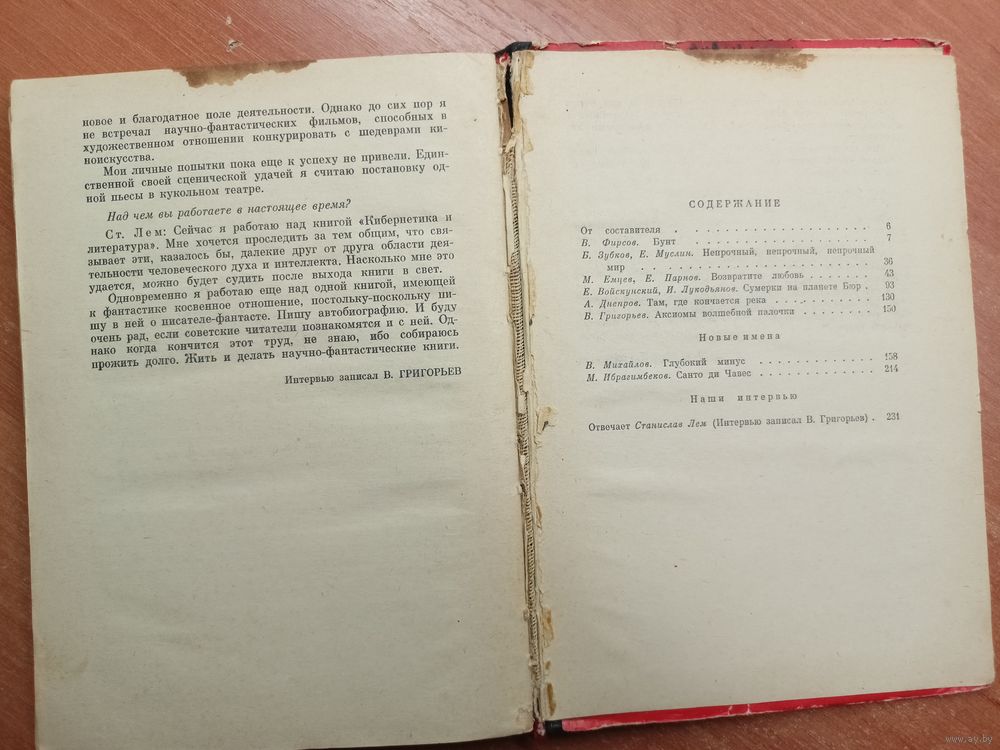 новое и благодатное поле деятельности. Однако до сих пор я
не встречал научно-фантастических фильмов, способных в
художественном отношении конкурировать с шедеврами ки-
ноискусства.
Мои личные попытки пока еще к успеху не привели. Един-
ственной своей сценической удачей я считаю постановку од-
ной пьесы в кукольном театре.
Над чем вы работаете в настоящее время?
Ст. Лем: Сейчас я работаю над книгой «Кибернетика и
литература». Мне хочется проследить за тем общим, что свя-
зывает эти, казалось бы, далекие друг от друга области дея-
тельности человеческого духа и интеллекта. Насколько мне это
удается, можно будет судить после выхода книги в свет.
Одновременно я работаю еще над одной книгой, имеющей
к фантастике косвенное отношение, постольку-поскольку пи-
шу в ней о писателе-фантасте. Пишу автобиографию. И буду
очень рад, если советские читатели познакомятся и с ней. Од-
нако когда кончится этот труд, не знаю, ибо собираюсь
прожить долго. Жить и делать научно-фантастические книги.
Интервью записал В. ГРИГОРЬЕВ
СОДЕРЖАНИЕ
От составителя . . . . . . . . . . . . . . . . . . 6
В. Фирсов. Бунт . . . . . . . . . . . . . . . . . . 7
Б. Зубков, Е. Муслин. Непрочный, непрочный, непрочный
мир . . . . . . . . . . . . . . . . . . 36
М. Емцев, Е. Парнов. Возвратите любовь . . . . . . 43
Е. Войскунский, И. Лукодьянов. Сумерки на планете Бюр . 93
А. Днепров. Там, где кончается река . . . . . . . . . 130
В. Григорьев. Аксиомы волшебной палочки . . . . . . . 150
Новые имена
В. Михайлов. Глубокий минус . . . . . . . . . . . . 158
М. Ибрагимбеков. Санто ди Чавес . . . . . . . . . . . 214
Наши интервью
Отвечает Станислав Лем (Интервью записал В. Григорьев) . 231
www.ay.by